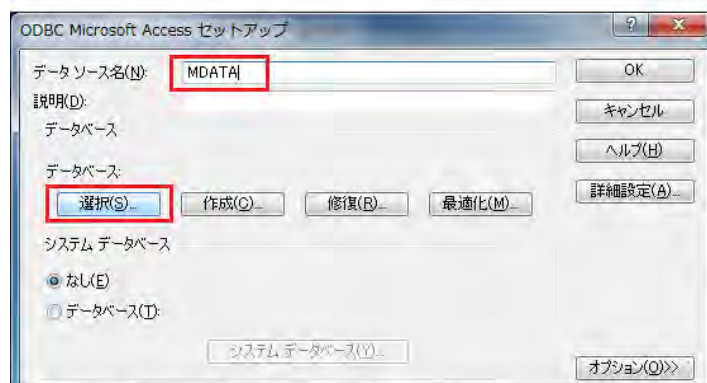 ODBC Microsoft Access セットアップ
データ ソース名(N): MDATA
OK
説明(D):
キャンセル
データベース
ヘルプ(H)
データベース:
詳細設定(A)...
選択(S)... 作成(C)... 修復(R)... 最適化(M)...
システム データベース
なし(E)
データベース(T):
システム データベース(Y)...
オプション(O)>>